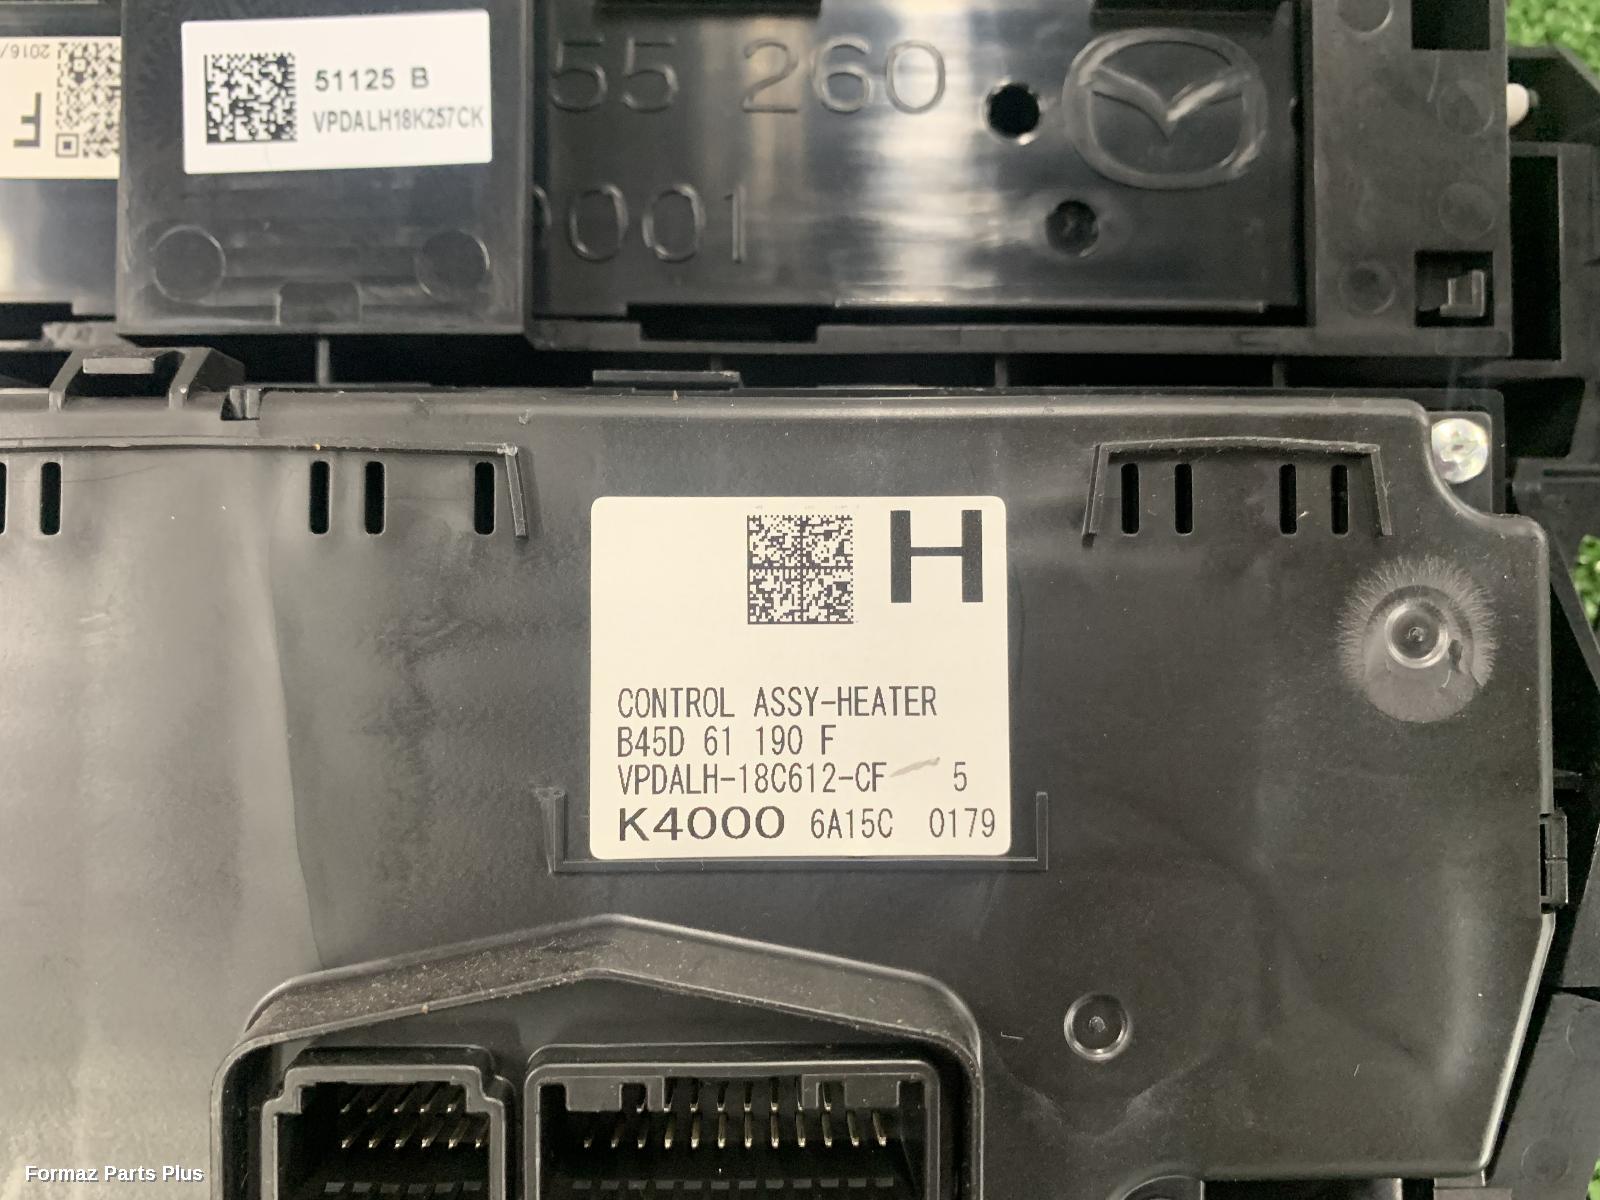 2016/
F
51125 B
VPDALH18K257CK
55 260
001
H
CONTROL ASSY-HEATER
B45D 61 190 F
VPDALH-18C612-CF 5
K4000 6A15C 0179
Formaz Parts Plus